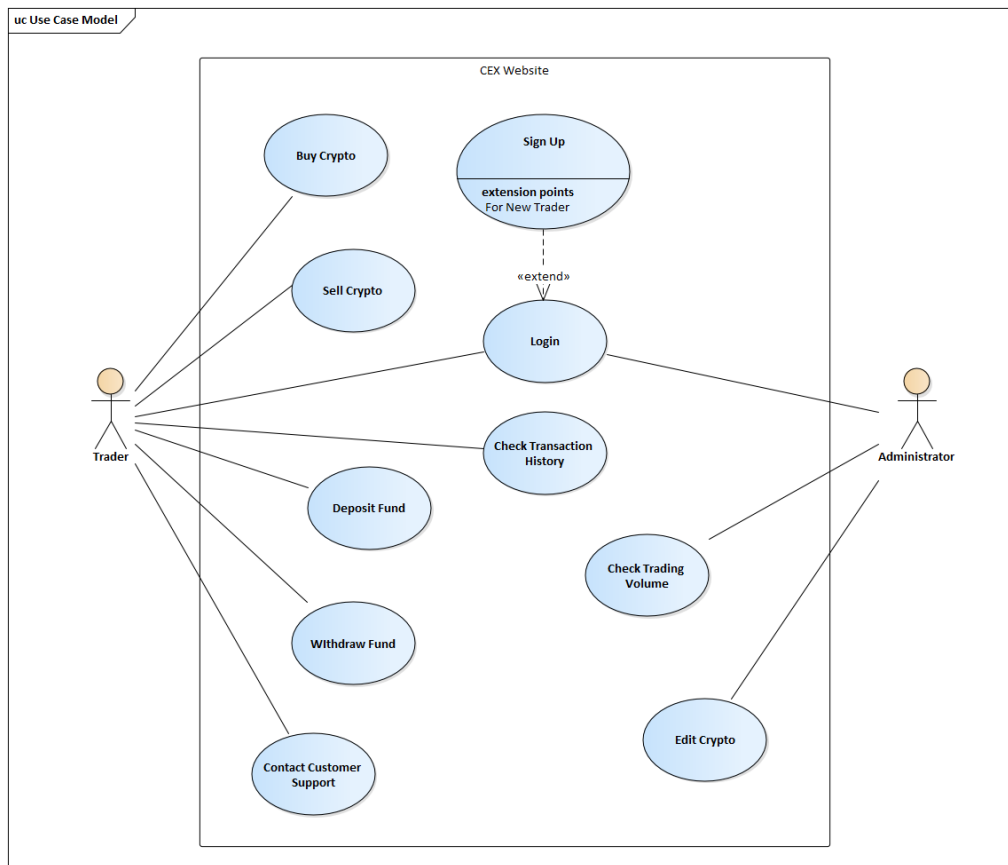 uc Use Case Model
CEX Website
Buy Crypto
Sign Up
extension points
For New Trader
«extend»
Sell Crypto
Login
Trader
Administrator
Check Transaction
History
Deposit Fund
Check Trading
Volume
WIthdraw Fund
Edit Crypto
Contact Customer
Support